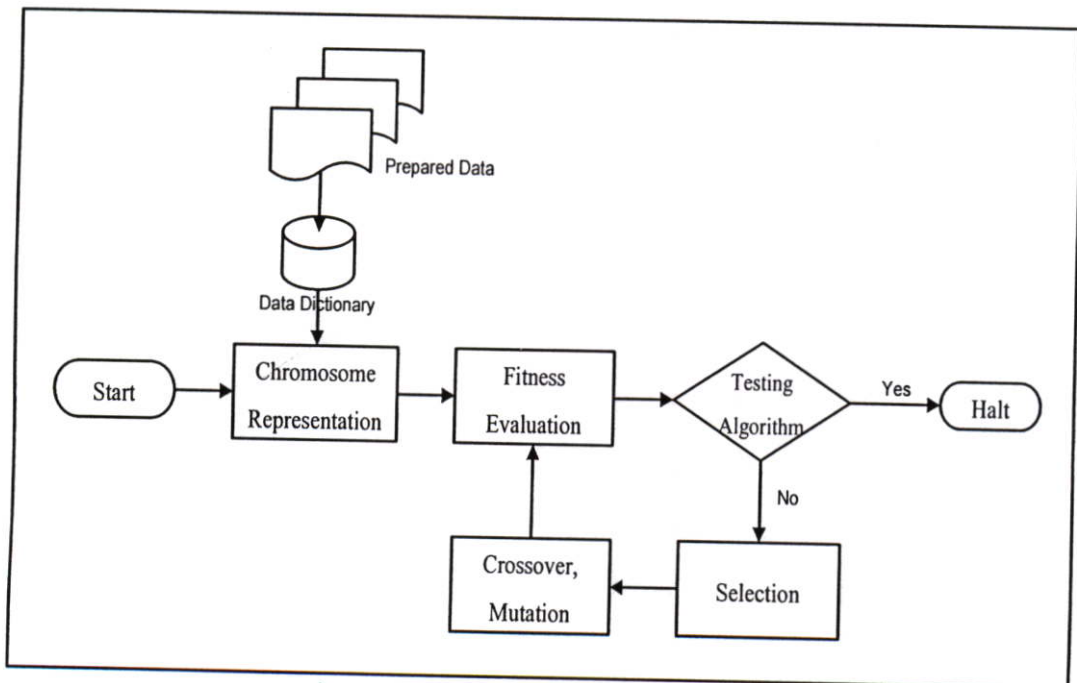 Prepared Data
Data Dictionary
Start
Chromosome
Representation
Fitness
Evaluation
Testing
Algorithm
Yes
Halt
No
Crossover,
Mutation
Selection